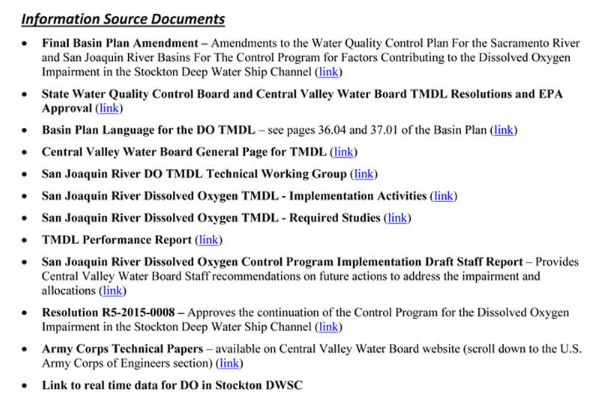 Information Source Documents
• Final Basin Plan Amendment – Amendments to the Water Quality Control Plan For the Sacramento River
and San Joaquin River Basins For The Control Program for Factors Contributing to the Dissolved Oxygen
Impairment in the Stockton Deep Water Ship Channel (link)
• State Water Quality Control Board and Central Valley Water Board TMDL Resolutions and EPA
Approval (link)
• Basin Plan Language for the DO TMDL – see pages 36.04 and 37.01 of the Basin Plan (link)
• Central Valley Water Board General Page for TMDL (link)
• San Joaquin River DO TMDL Technical Working Group (link)
• San Joaquin River Dissolved Oxygen TMDL - Implementation Activities (link)
• San Joaquin River Dissolved Oxygen TMDL - Required Studies (link)
• TMDL Performance Report (link)
• San Joaquin River Dissolved Oxygen Control Program Implementation Draft Staff Report – Provides
Central Valley Water Board Staff recommendations on future actions to address the impairment and
allocations (link)
• Resolution R5-2015-0008 – Approves the continuation of the Control Program for the Dissolved Oxygen
Impairment in the Stockton Deep Water Ship Channel (link)
• Army Corps Technical Papers – available on Central Valley Water Board website (scroll down to the U.S.
Army Corps of Engineers section) (link)
• Link to real time data for DO in Stockton DWSC